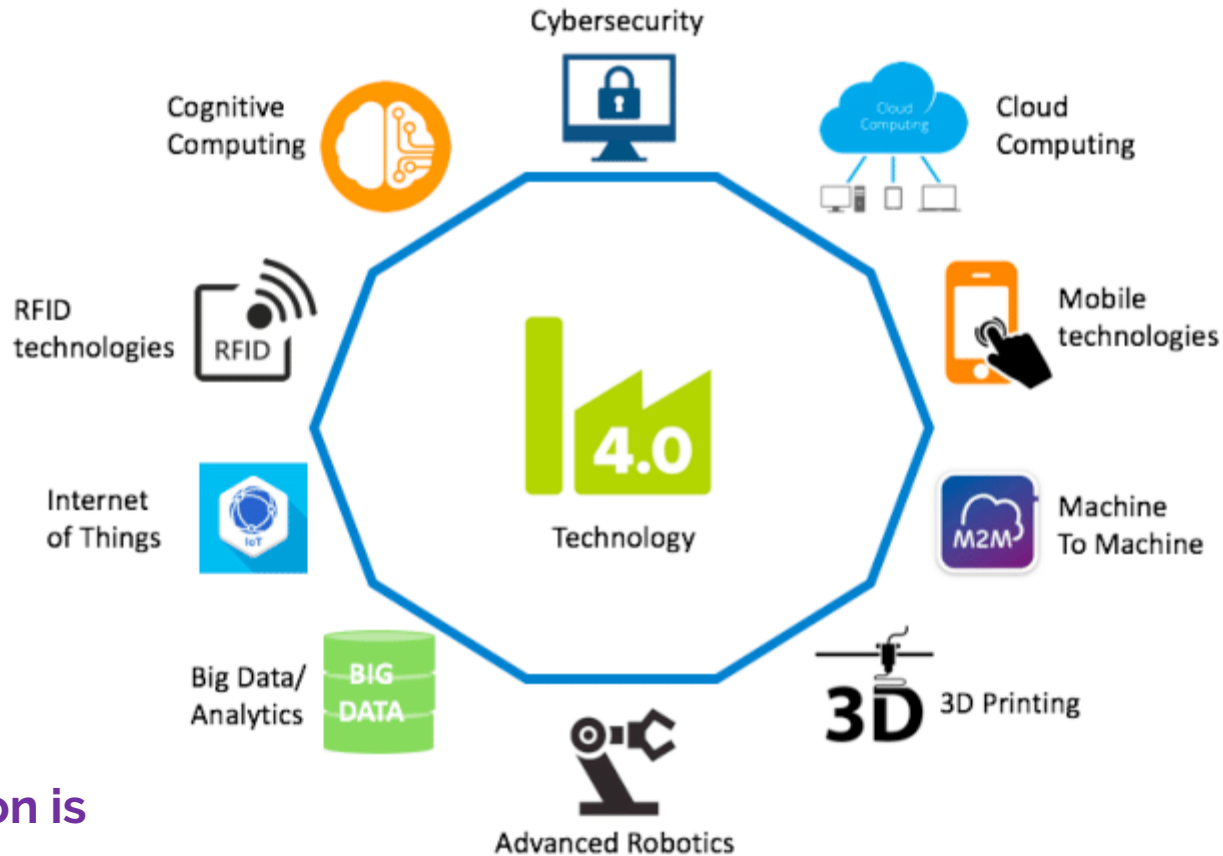 Cybersecurity
Cognitive
Computing
Cloud
Computing
Cloud
Computing
RFID
technologies
RFID
Mobile
technologies
4.0
Technology
Internet
of Things
IoT
M2M
Machine
To Machine
Big Data/
Analytics
BIG
DATA
3D
3D Printing
on is
Advanced Robotics